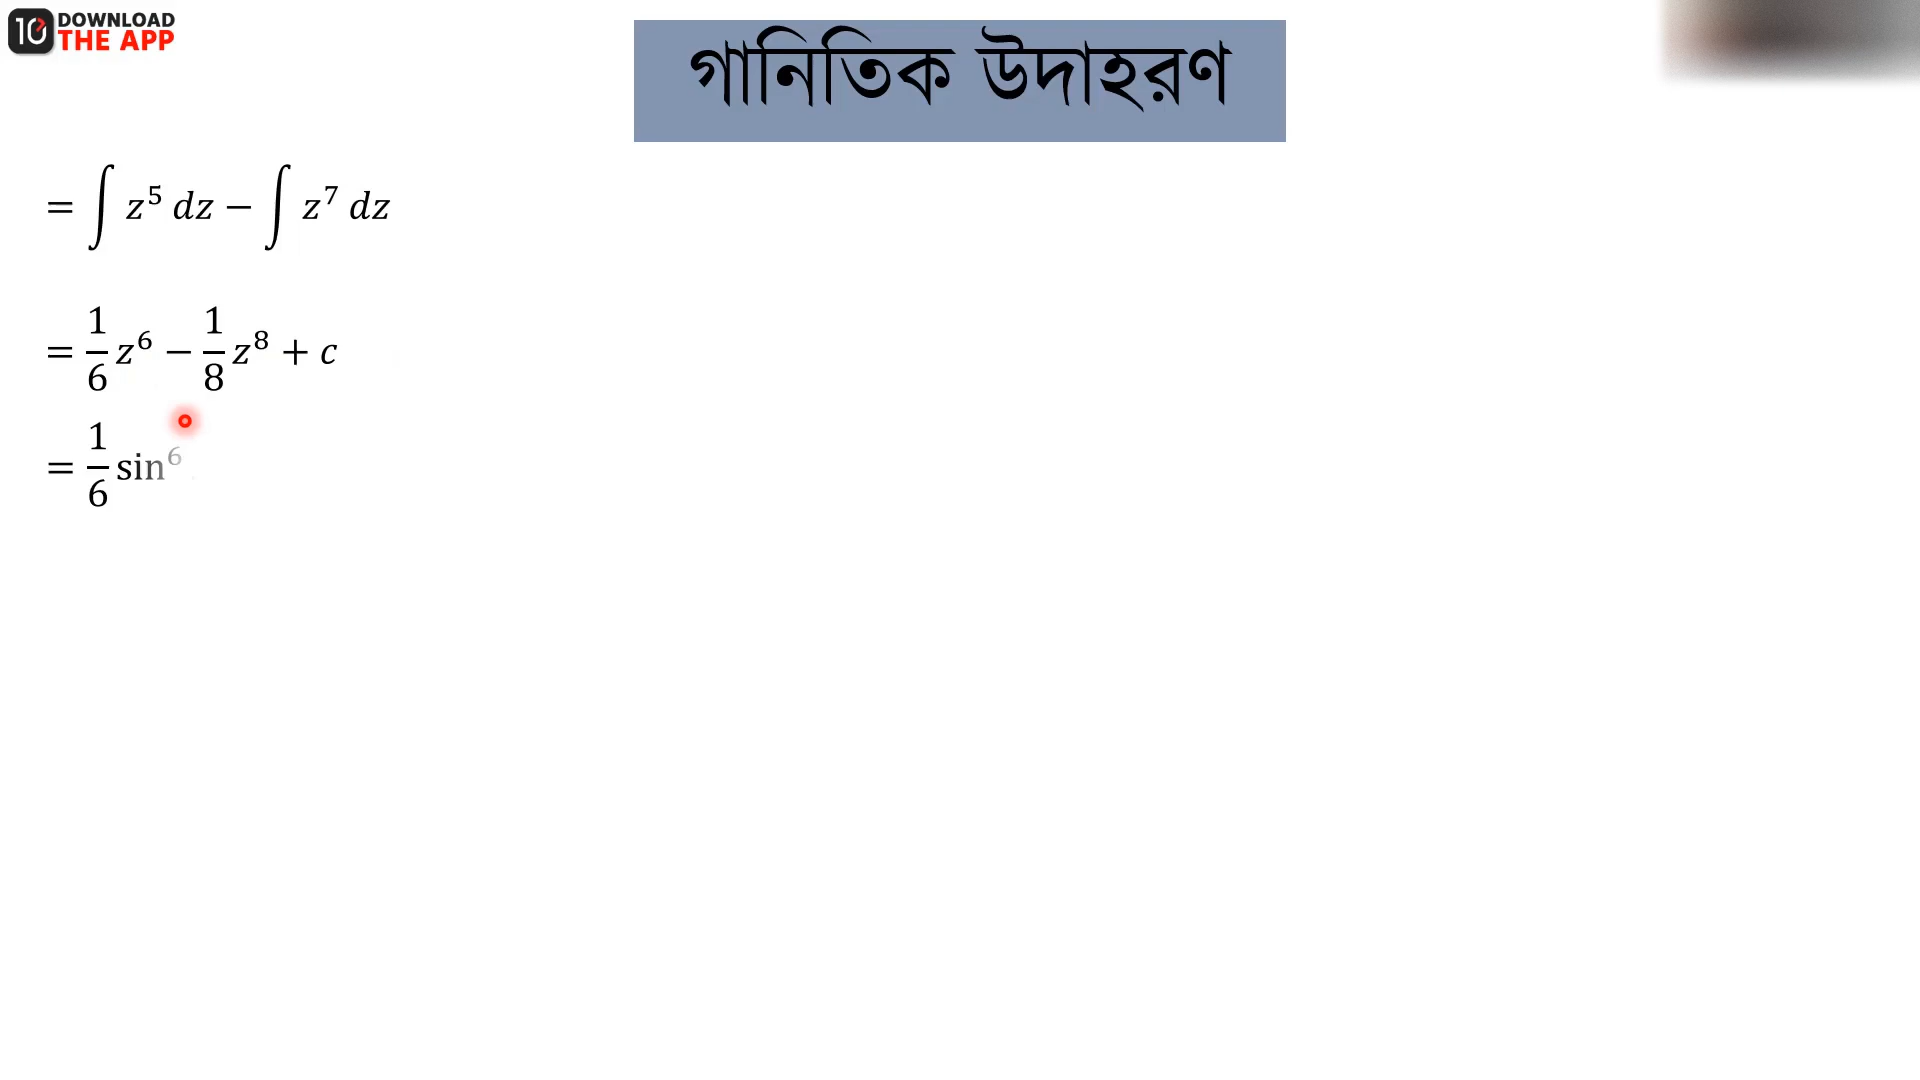 DOWNLOAD
THE APP
গানিতিক উদাহরণ
= ∫ z⁵ dz − ∫ z⁷ dz
= 1/6 z⁶ − 1/8 z⁸ + c
= 1/6 sin⁶